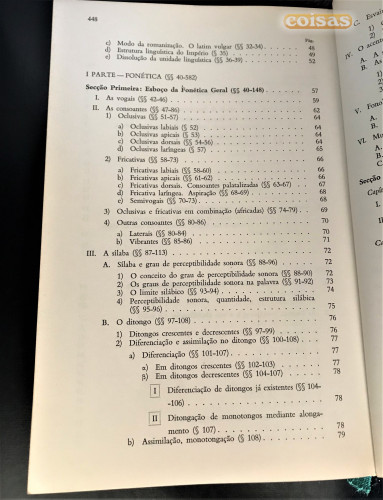 448
coisas
Pág.
c) Modo da romanização. O latim vulgar (§§ 32-34) 46
d) Estrutura linguística do Império (§ 35) 49
e) Dissolução da unidade linguística (§§ 36-39) 52
I PARTE — FONÉTICA (§§ 40-582)
Secção Primeira: Esboço da Fonética Geral (§§ 40-148) 57
I. As vogais (§§ 42-46) 59
II. As consoantes (§§ 47-86) 62
1) Oclusivas (§§ 51-57) 64
a) Oclusivas labiais (§ 52) 64
b) Oclusivas apicais (§ 53) 64
c) Oclusivas dorsais (§§ 54-56) 64
d) Oclusivas laríngeas (§ 57) 65
2) Fricativas (§§ 58-73) 66
a) Fricativas labiais (§§ 58-60) 66
b) Fricativas apicais (§§ 61-62) 66
c) Fricativas dorsais. Consoantes palatalizadas (§§ 63-67) 67
d) Fricativa laríngea. Aspiração (§§ 68-69) 68
e) Semivogais (§§ 70-73) 68
3) Oclusivas e fricativas em combinação (africadas) (§§ 74-79) 69
4) Outras consoantes (§§ 80-86) 70
a) Laterais (§§ 80-84) 70
b) Vibrantes (§§ 85-86) 71
III. A sílaba (§§ 87-113) 72
A. Sílaba e grau de perceptibilidade sonora (§§ 88-96) 72
1) O conceito do grau de perceptibilidade sonora (§§ 88-90) 72
2) Os graus de perceptibilidade sonora na palavra (§§ 91-92) 73
3) O limite silábico (§§ 93-94) 74
4) Perceptibilidade sonora, quantidade, estrutura silábica
(§§ 95-96) 75
B. O ditongo (§§ 97-108) 76
1) Ditongos crescentes e decrescentes (§§ 97-99) 76
2) Diferenciação e assimilação no ditongo (§§ 100-108) 77
a) Diferenciação (§§ 101-107) 77
α) Em ditongos crescentes (§§ 102-103) 77
β) Em ditongos decrescentes (§§ 104-107) 78
I Diferenciação de ditongos já existentes (§§ 104-
-106) 78
II Ditongação de monotongos mediante alonga-
mento (§ 107) 78
b) Assimilação, monotongação (§ 108) 79